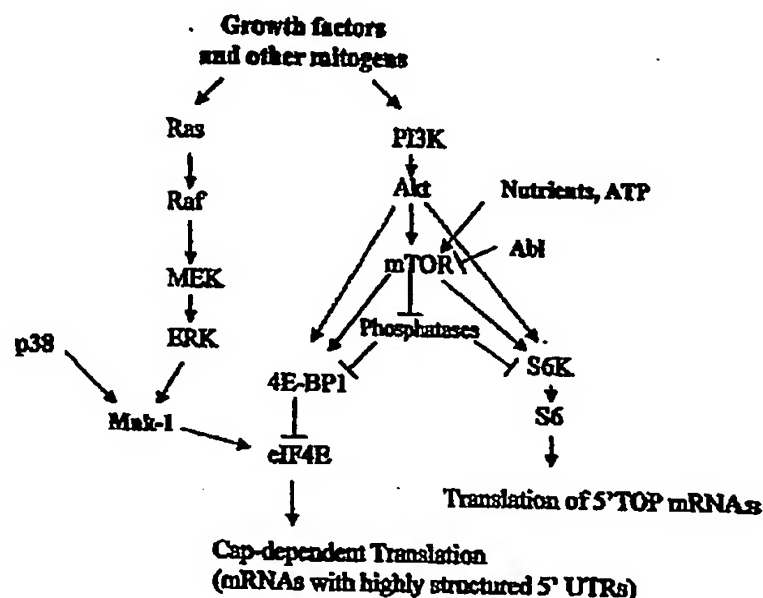 Growth factors
and other mitogens
Ras
PI3K
Raf
Akt
Nutrients, ATP
Abl
MEK
mTOR
ERK
Phosphatases
p38
4E-BP1
S6K
Mnk-1
S6
eIF4E
Translation of 5'TOP mRNAs
Cap-dependent Translation
(mRNAs with highly structured 5' UTRs)